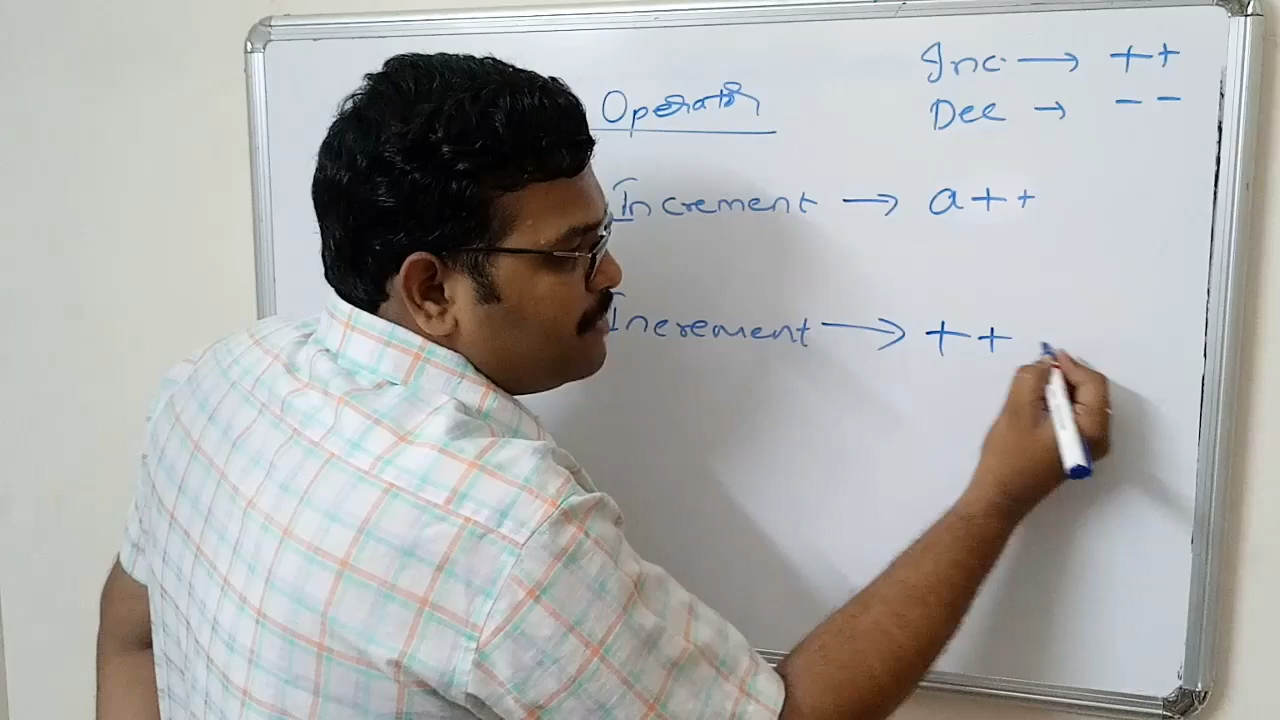 Inc → ++
Dec → --
Operator
Increment → a++
Increment → ++